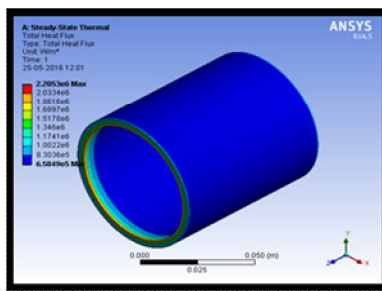 A: Steady-State Thermal
Total Heat Flux
Type: Total Heat Flux
Unit: W/m²
Time: 1
25-05-2016 12:01
2.2053e6 Max
2.0334e6
1.8616e6
1.6897e6
1.5178e6
1.346e6
1.1741e6
1.0022e6
8.3036e5
6.5849e5 Min
ANSYS
R14.5
0.000
0.050 (m)
0.025
Y
Z
X